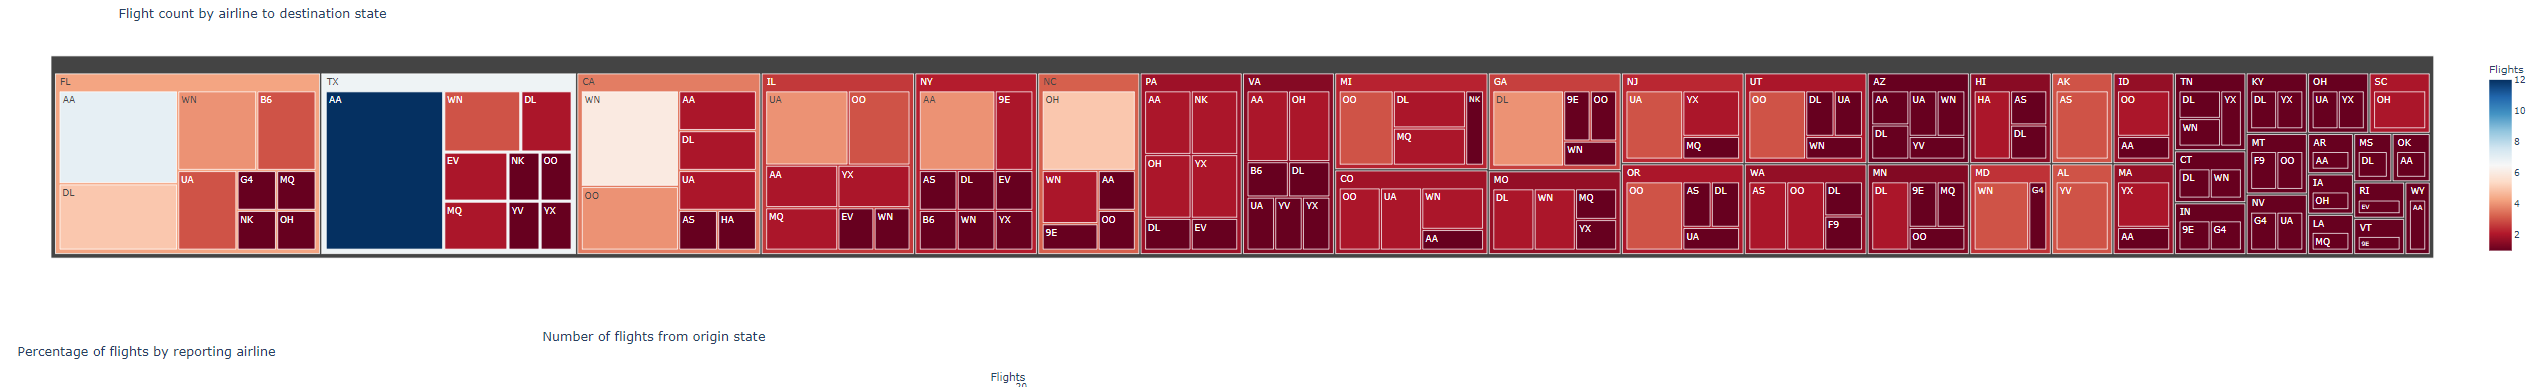 Flight count by airline to destination state
FL
AA
DL
WN
B6
UA
G4
MQ
NK
OH
TX
AA
WN
DL
EV
NK
OO
MQ
YV
YX
CA
WN
OO
AA
DL
UA
AS
HA
IL
UA
OO
AA
YX
MQ
EV
WN
NY
AA
9E
AS
DL
EV
B6
WN
YX
NC
OH
WN
AA
9E
OO
PA
AA
NK
OH
YX
DL
EV
VA
AA
OH
B6
DL
UA
YV
YX
MI
OO
DL
NK
MQ
CO
OO
UA
WN
AA
GA
DL
9E
OO
WN
MO
DL
WN
MQ
YX
NJ
UA
YX
MQ
OR
OO
AS
DL
UA
UT
OO
DL
UA
WN
WA
AS
OO
DL
F9
AZ
AA
UA
WN
DL
YV
MN
DL
9E
MQ
OO
HI
HA
AS
DL
MD
WN
G4
AK
AS
AL
YV
ID
OO
AA
MA
YX
AA
TN
DL
YX
WN
CT
DL
WN
IN
9E
G4
KY
DL
YX
MT
F9
OO
NV
G4
UA
OH
UA
YX
AR
AA
IA
OH
LA
MQ
SC
OH
MS
DL
OK
AA
RI
EV
VT
9E
WY
AA
Flights
12
10
8
6
4
2
Number of flights from origin state
Percentage of flights by reporting airline
Flights
20